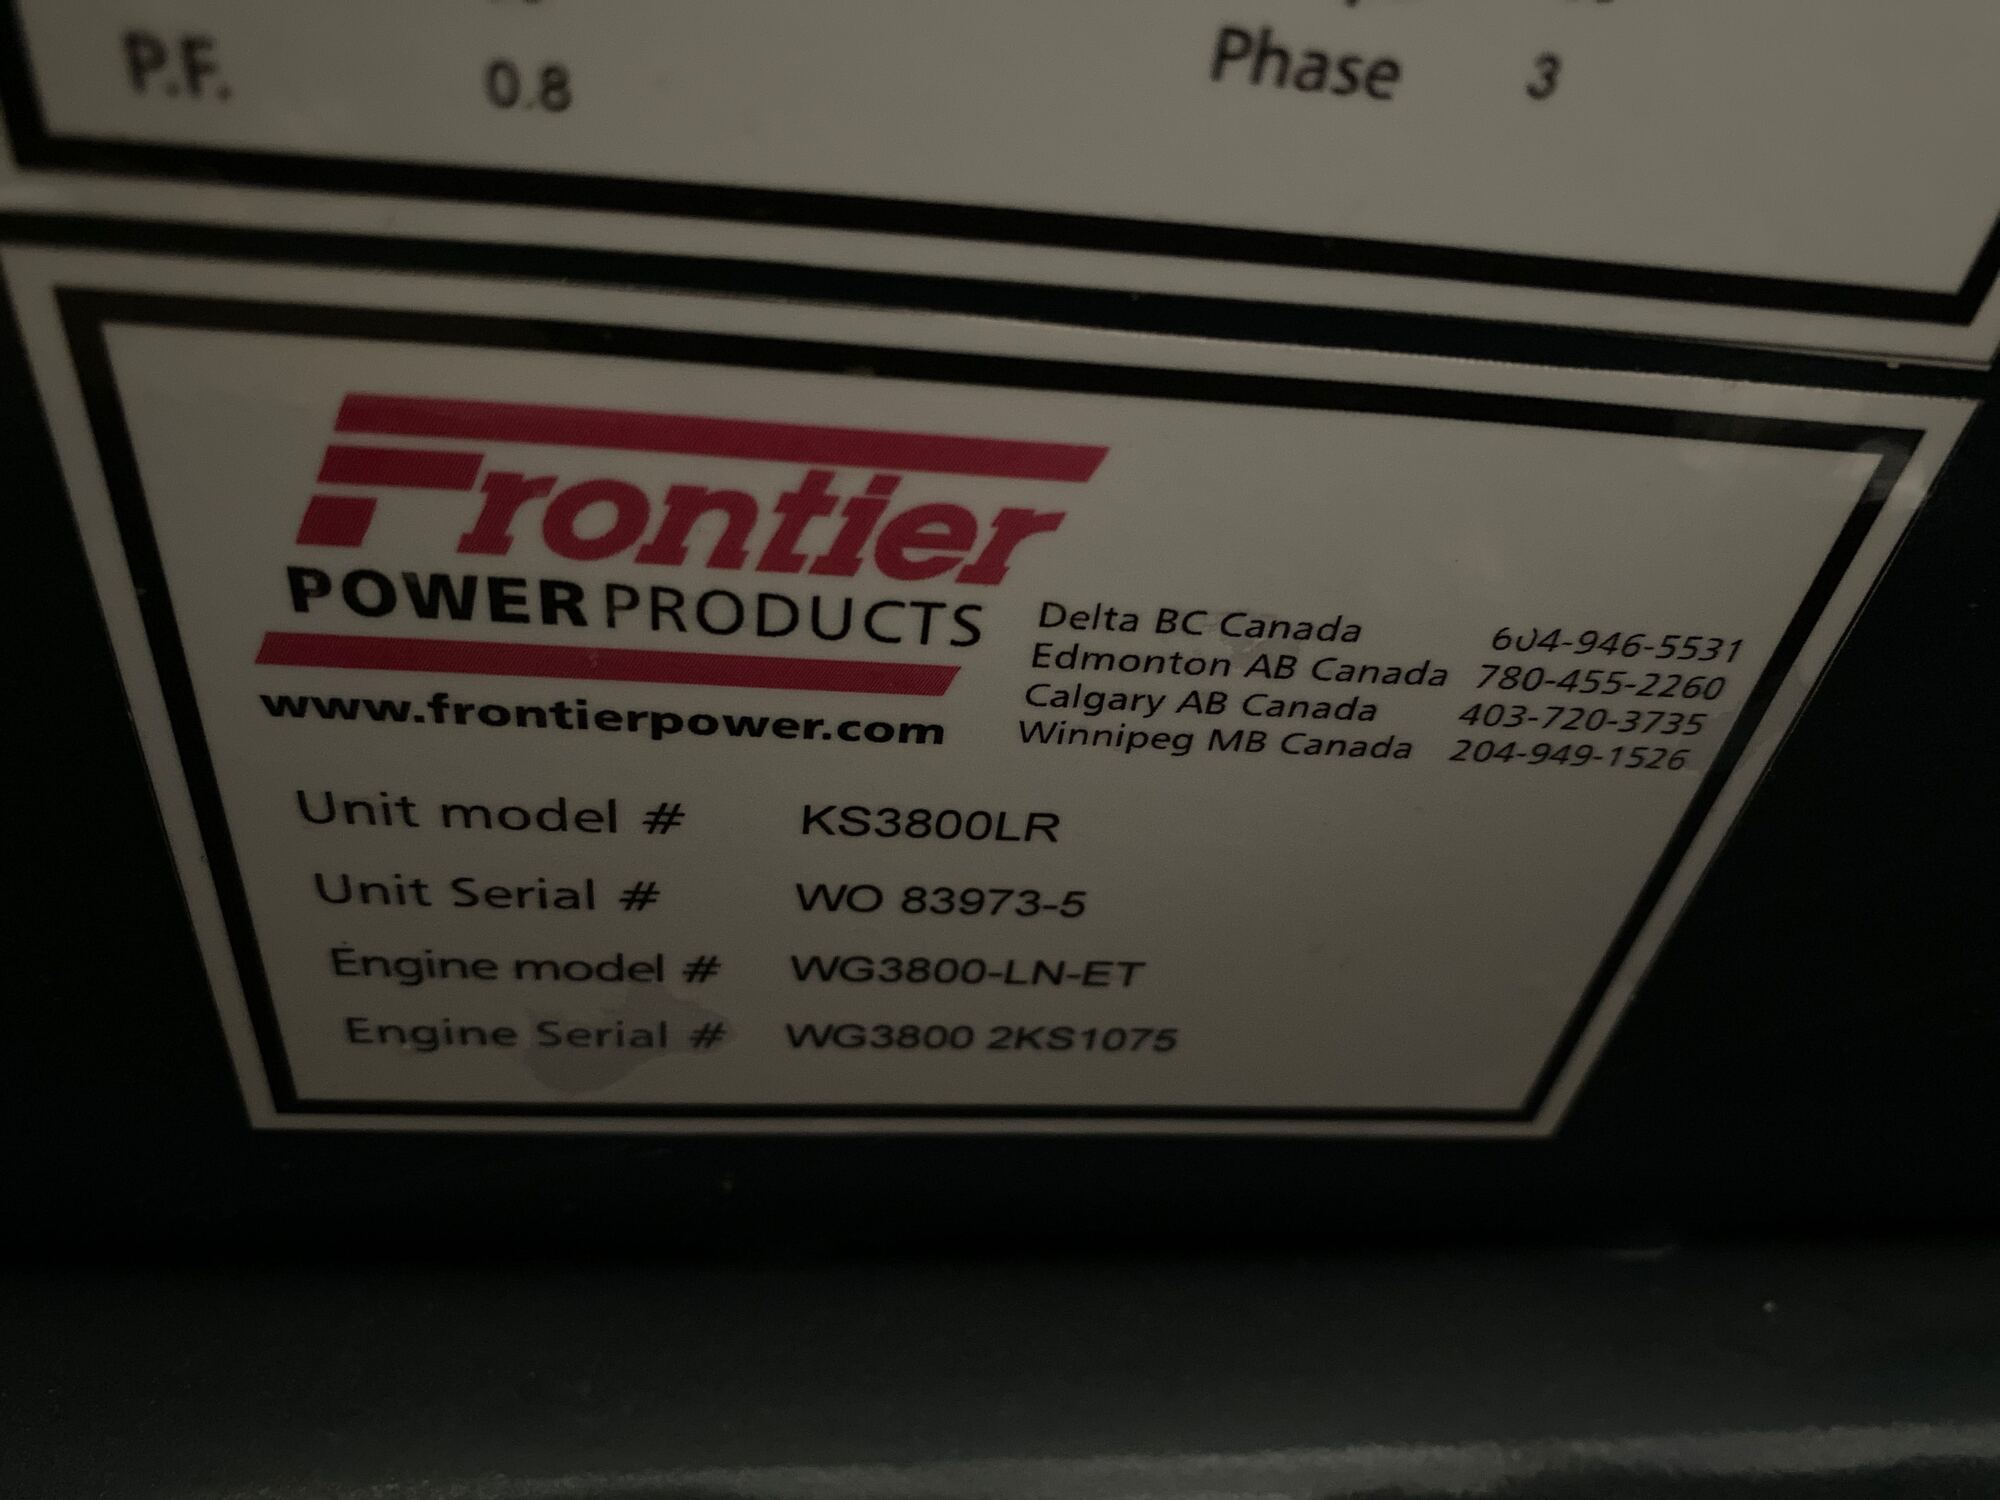 P.F. 0.8 Phase 3
Frontier
POWERPRODUCTS
www.frontierpower.com
Delta BC Canada 604-946-5531
Edmonton AB Canada 780-455-2260
Calgary AB Canada 403-720-3735
Winnipeg MB Canada 204-949-1526
Unit model # KS3800LR
Unit Serial # WO 83973-5
Engine model # WG3800-LN-ET
Engine Serial # WG3800 2KS1075